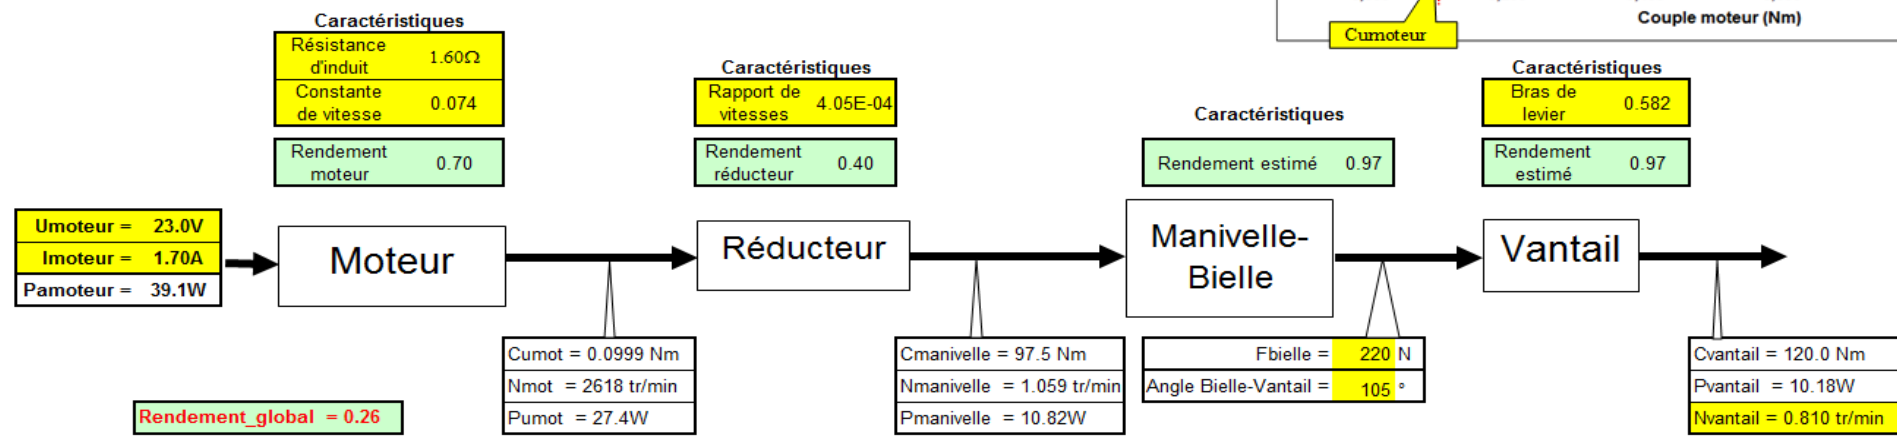 Couple moteur (Nm)
Cumoteur
Caractéristiques
Résistance
d'induit
1.60Ω
Constante
de vitesse
0.074
Rendement
moteur
0.70
Caractéristiques
Rapport de
vitesses
4.05E-04
Rendement
réducteur
0.40
Caractéristiques
Rendement estimé 0.97
Caractéristiques
Bras de
levier
0.582
Rendement
estimé
0.97
Umoteur = 23.0V
Imoteur = 1.70A
Pamoteur = 39.1W
Moteur
Réducteur
Manivelle-
Bielle
Vantail
Cumot = 0.0999 Nm
Nmot = 2618 tr/min
Pumot = 27.4W
Cmanivelle = 97.5 Nm
Nmanivelle = 1.059 tr/min
Pmanivelle = 10.82W
Fbielle = 220 N
Angle Bielle-Vantail = 105 °
Cvantail = 120.0 Nm
Pvantail = 10.18W
Nvantail = 0.810 tr/min
Rendement_global = 0.26